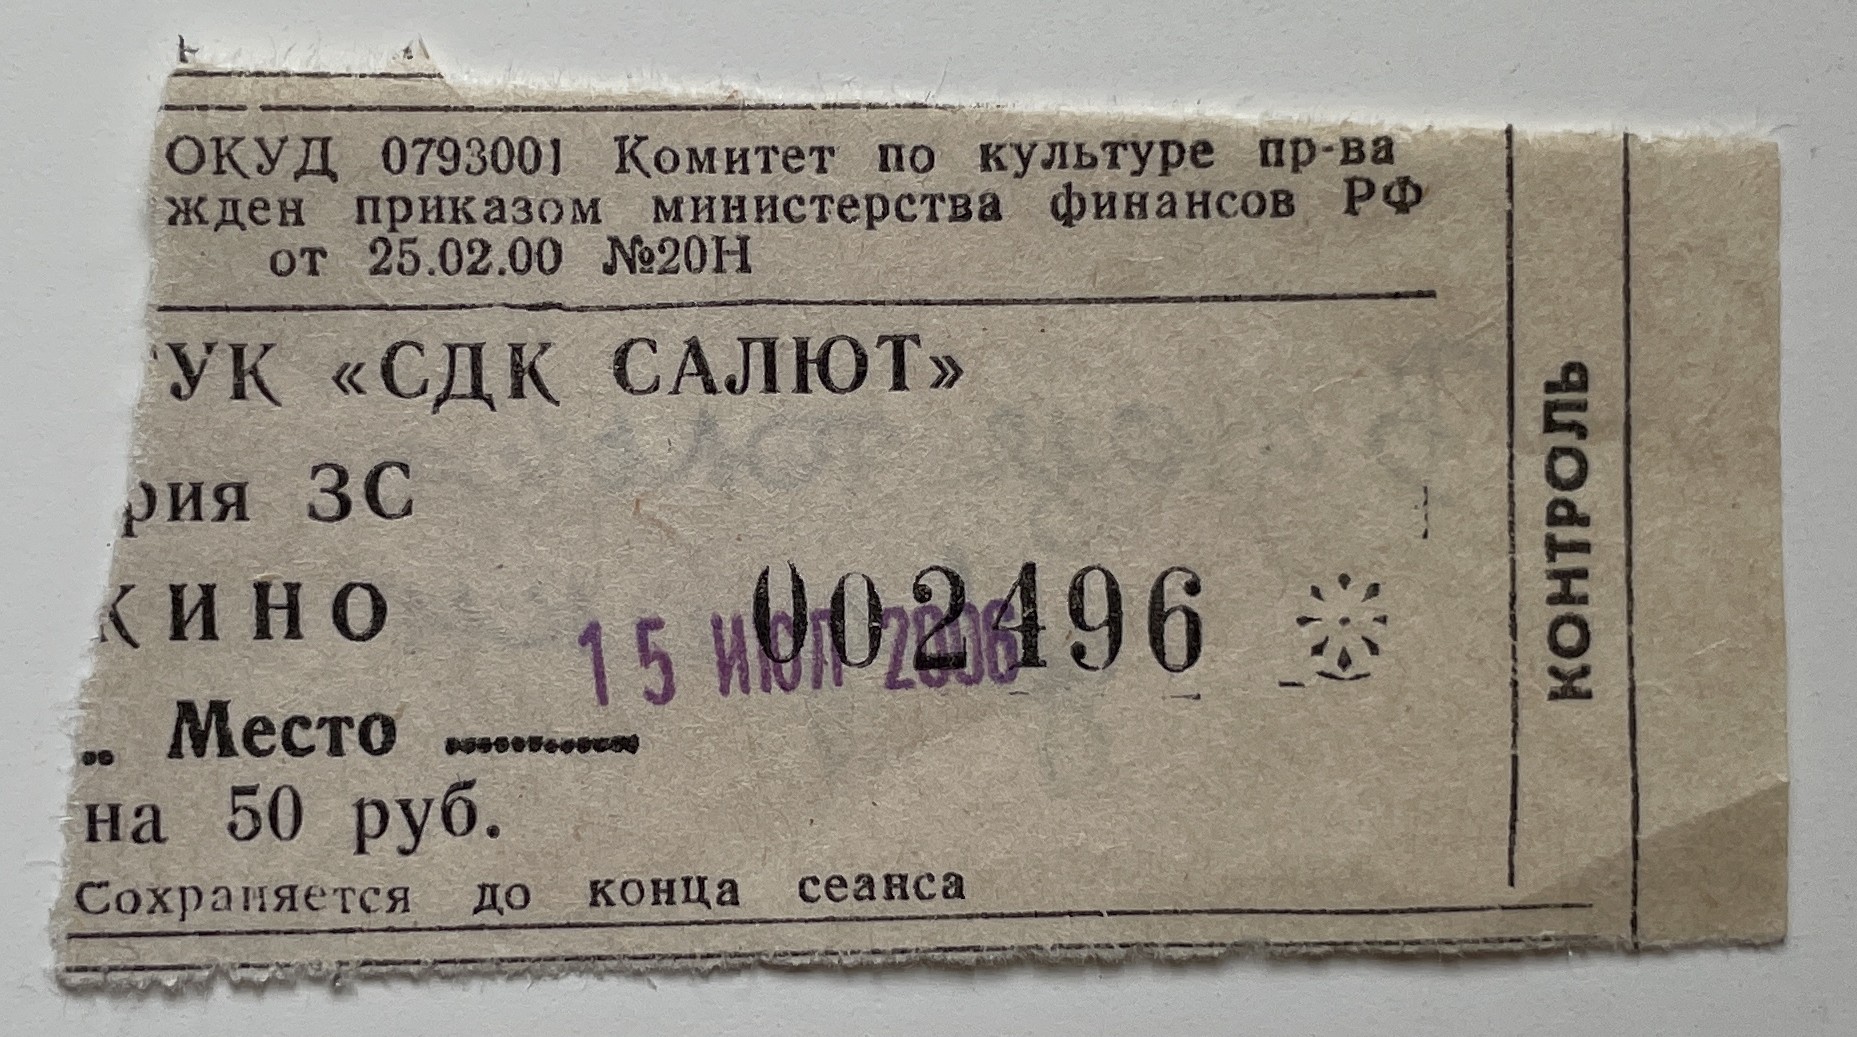 ОКУД 0793001 Комитет по культуре пр-ва
жден приказом министерства финансов РФ
от 25.02.00 №20Н
УК «СДК САЛЮТ»
рия ЗС
КИНО 002496
15 ИЮЛ 2006
.. Место ............
на 50 руб.
Сохраняется до конца сеанса
КОНТРОЛЬ